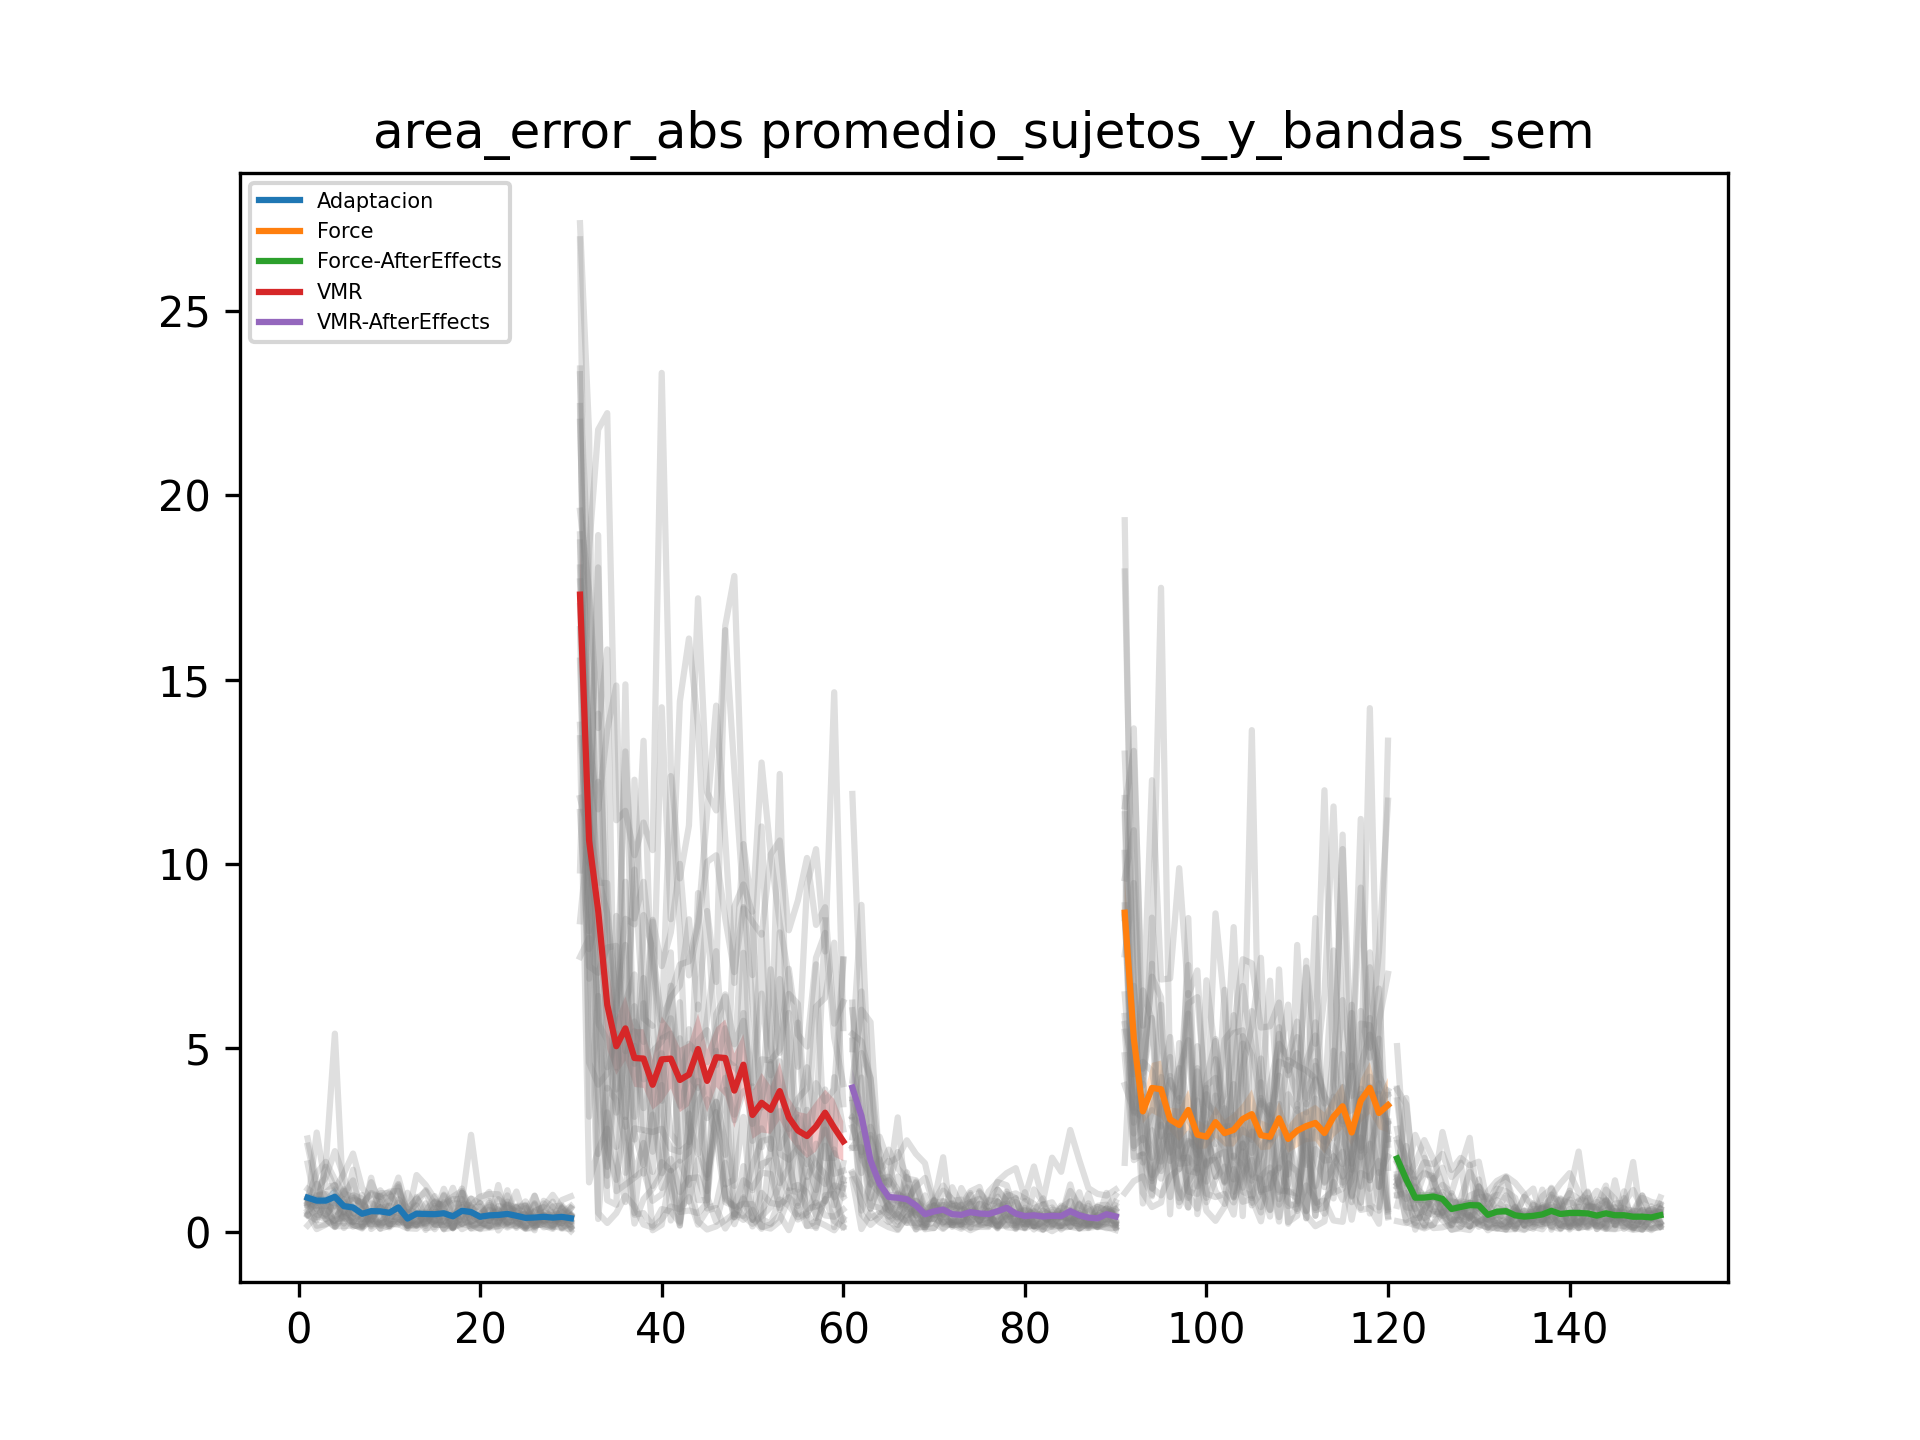 area_error_abs promedio_sujetos_y_bandas_sem
Adaptacion
Force
Force-AfterEffects
VMR
VMR-AfterEffects
25
20
15
10
5
0
0 20 40 60 80 100 120 140